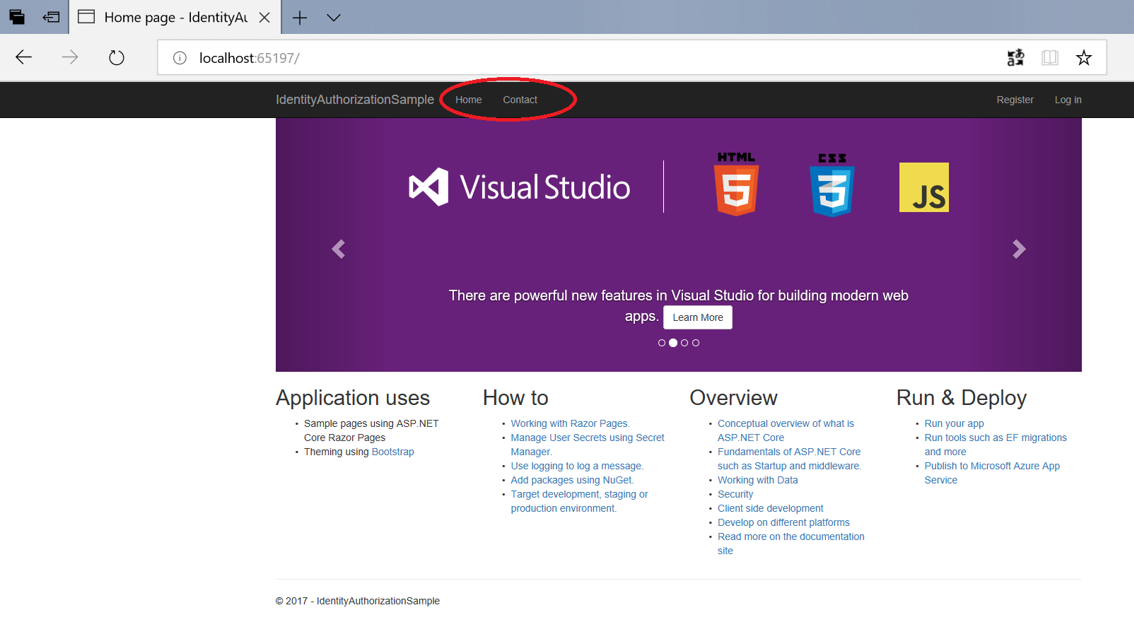 Home page - IdentityAu
localhost:65197/
IdentityAuthorizationSample Home Contact Register Log in
Visual Studio
HTML
5
CSS
3
JS
There are powerful new features in Visual Studio for building modern web
apps. Learn More
Application uses
• Sample pages using ASP.NET
Core Razor Pages
• Theming using Bootstrap
How to
• Working with Razor Pages.
• Manage User Secrets using Secret
Manager.
• Use logging to log a message.
• Add packages using NuGet.
• Target development, staging or
production environment.
Overview
• Conceptual overview of what is
ASP.NET Core
• Fundamentals of ASP.NET Core
such as Startup and middleware.
• Working with Data
• Security
• Client side development
• Develop on different platforms
• Read more on the documentation
site
Run & Deploy
• Run your app
• Run tools such as EF migrations
and more
• Publish to Microsoft Azure App
Service
© 2017 - IdentityAuthorizationSample